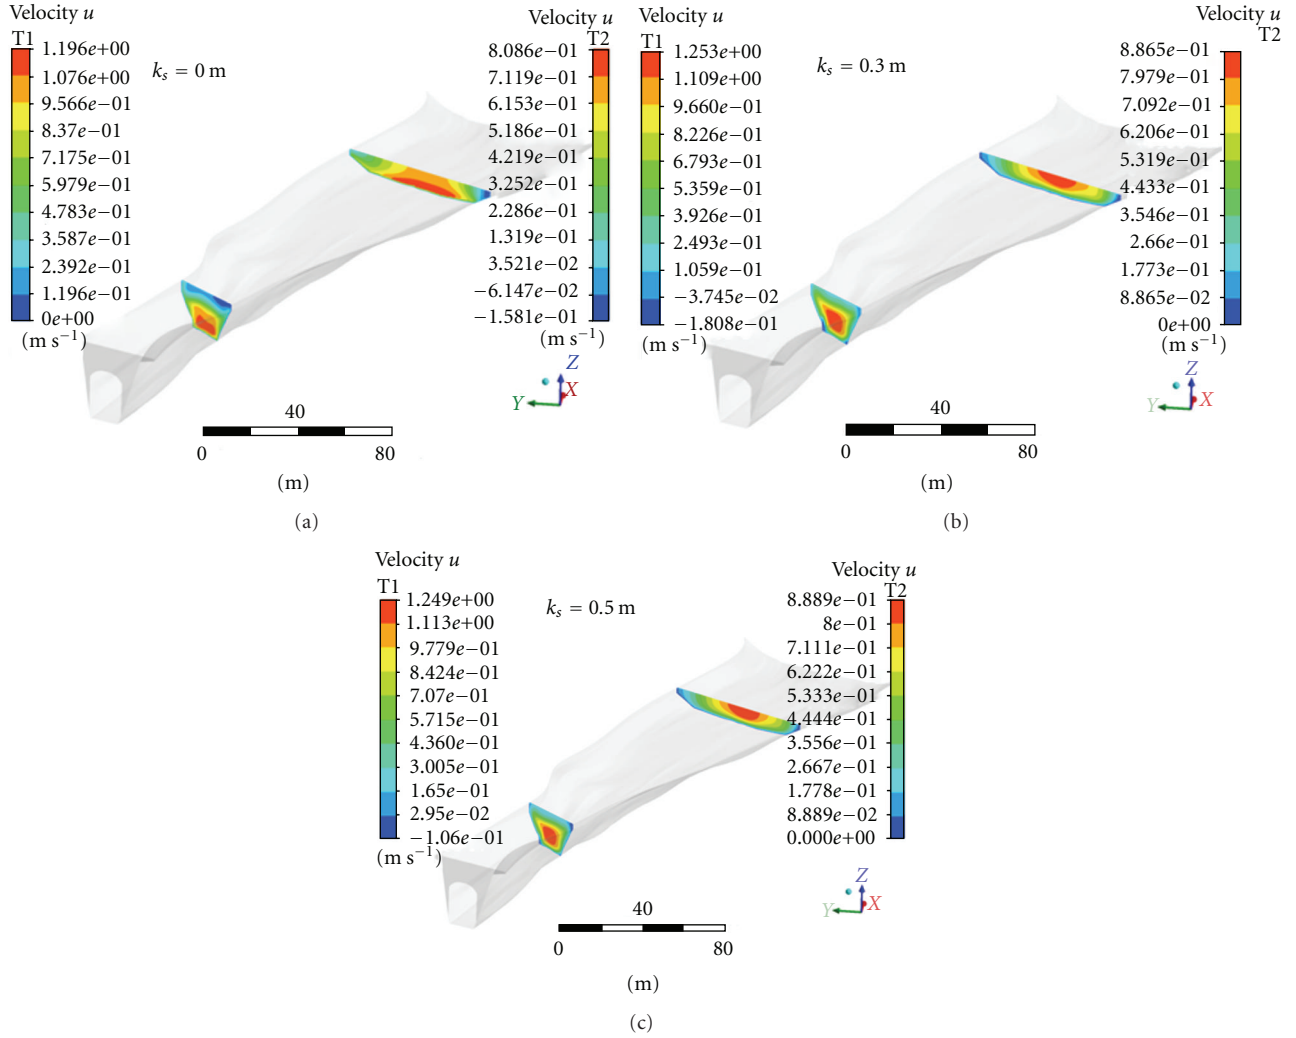 Velocity u
T1
1.196e+00
1.076e+00
9.566e−01
8.37e−01
7.175e−01
5.979e−01
4.783e−01
3.587e−01
2.392e−01
1.196e−01
0e+00
(m s−1)
k_s = 0 m
Velocity u
T2
8.086e−01
7.119e−01
6.153e−01
5.186e−01
4.219e−01
3.252e−01
2.286e−01
1.319e−01
3.521e−02
−6.147e−02
−1.581e−01
(m s−1)
Z
Y
X
40
0
80
(m)
(a)
Velocity u
T1
1.253e+00
1.109e+00
9.660e−01
8.226e−01
6.793e−01
5.359e−01
3.926e−01
2.493e−01
1.059e−01
−3.745e−02
−1.808e−01
(m s−1)
k_s = 0.3 m
Velocity u
T2
8.865e−01
7.979e−01
7.092e−01
6.206e−01
5.319e−01
4.433e−01
3.546e−01
2.66e−01
1.773e−01
8.865e−02
0e+00
(m s−1)
Z
Y
X
40
0
80
(m)
(b)
Velocity u
T1
1.249e+00
1.113e+00
9.779e−01
8.424e−01
7.07e−01
5.715e−01
4.360e−01
3.005e−01
1.65e−01
2.95e−02
−1.06e−01
(m s−1)
k_s = 0.5 m
Velocity u
T2
8.889e−01
8e−01
7.111e−01
6.222e−01
5.333e−01
4.444e−01
3.556e−01
2.667e−01
1.778e−01
8.889e−02
0.000e+00
Z
Y
X
40
0
80
(m)
(c)